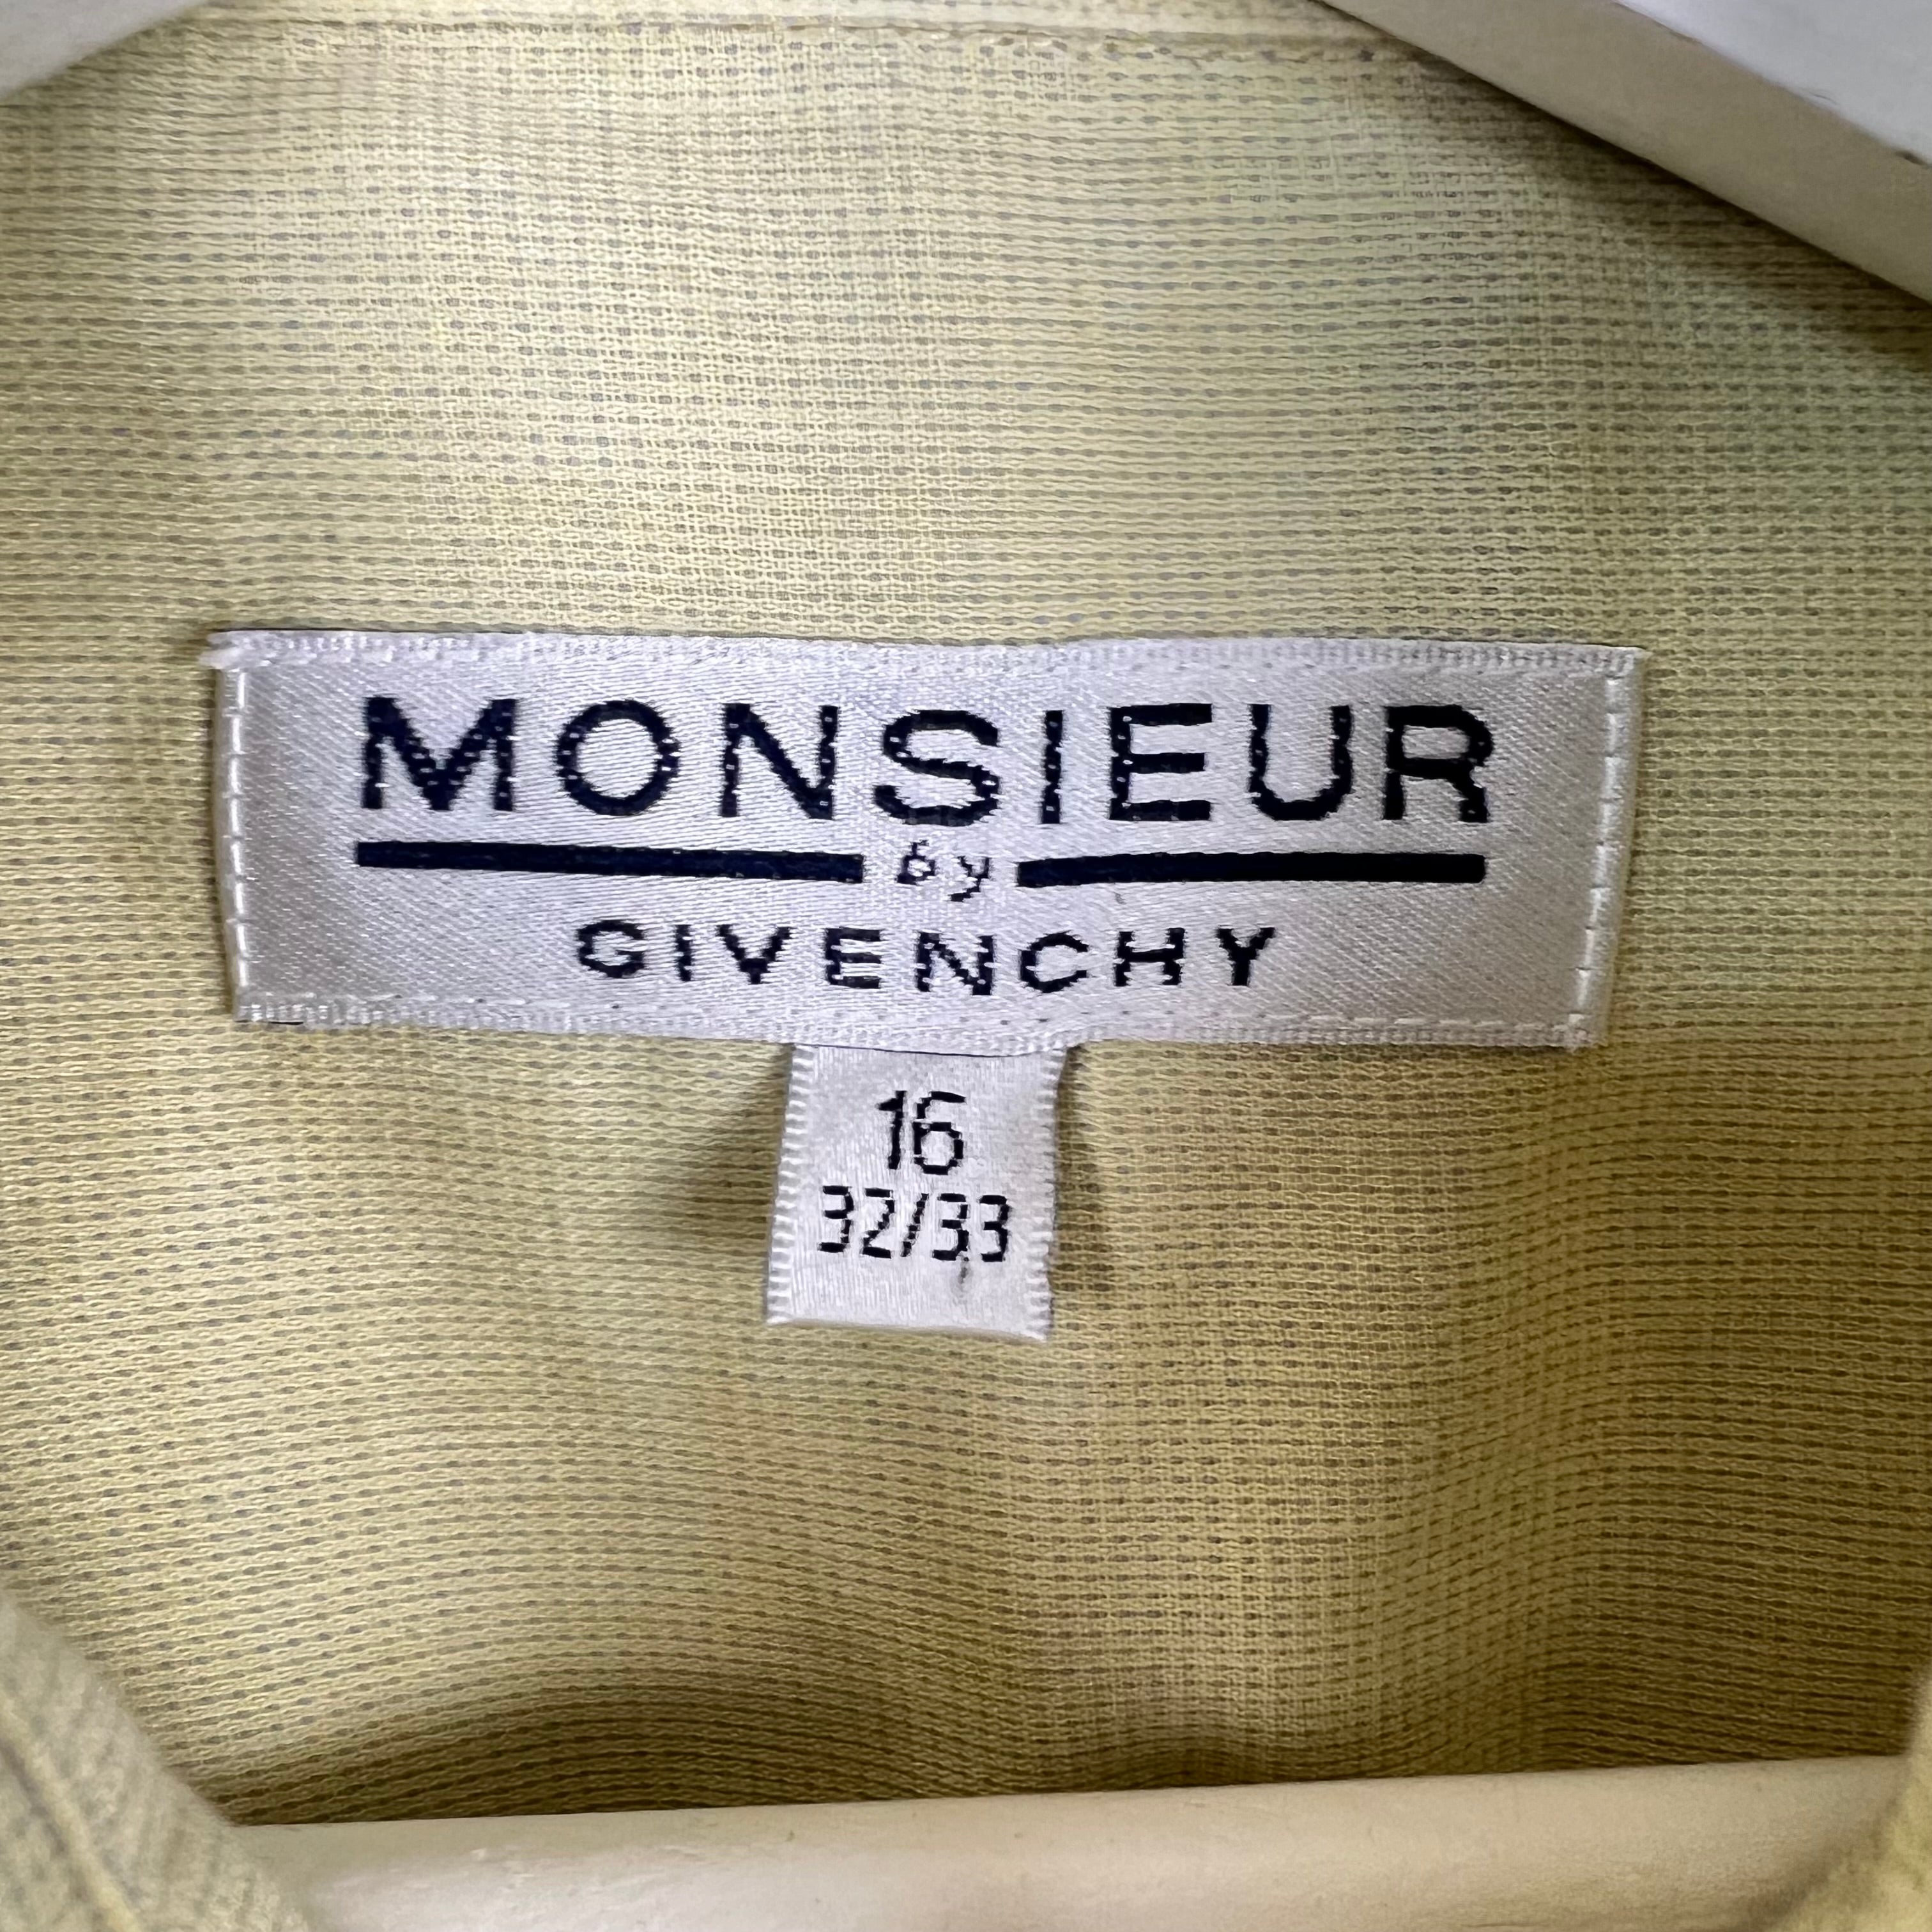 MONSIEUR
by
GIVENCHY
16
32/33